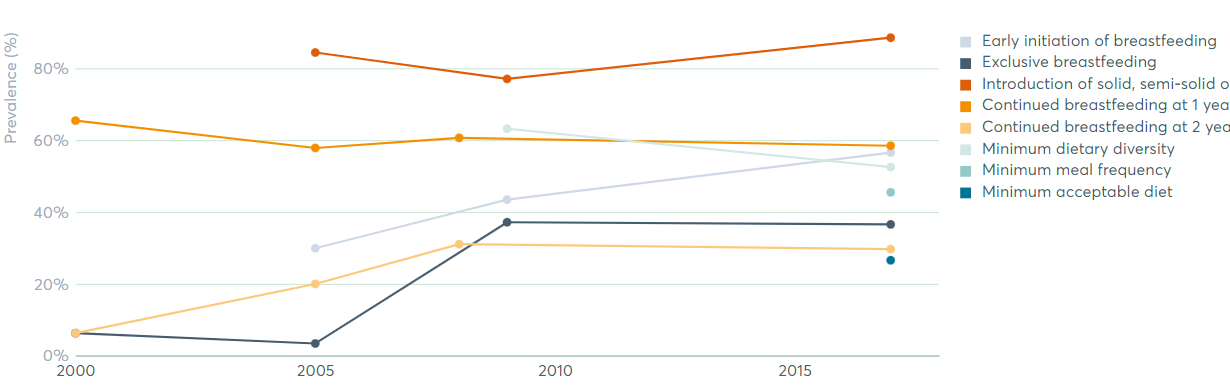 Prevalence (%)
80%
60%
40%
20%
0%
2000
2005
2010
2015
Early initiation of breastfeeding
Exclusive breastfeeding
Introduction of solid, semi-solid o
Continued breastfeeding at 1 yea
Continued breastfeeding at 2 yea
Minimum dietary diversity
Minimum meal frequency
Minimum acceptable diet